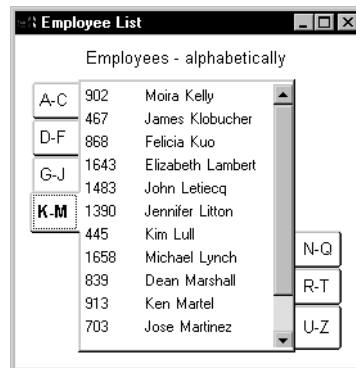 Employee List
Employees - alphabetically
A-C
D-F
G-J
K-M
902 Moira Kelly
467 James Klobucher
868 Felicia Kuo
1643 Elizabeth Lambert
1483 John Letiecq
1390 Jennifer Litton
445 Kim Lull
1658 Michael Lynch
839 Dean Marshall
913 Ken Martel
703 Jose Martinez
N-Q
R-T
U-Z